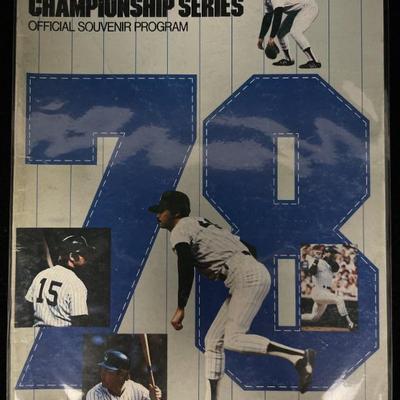 CHAMPIONSHIP SERIES
OFFICIAL SOUVENIR PROGRAM
78
15